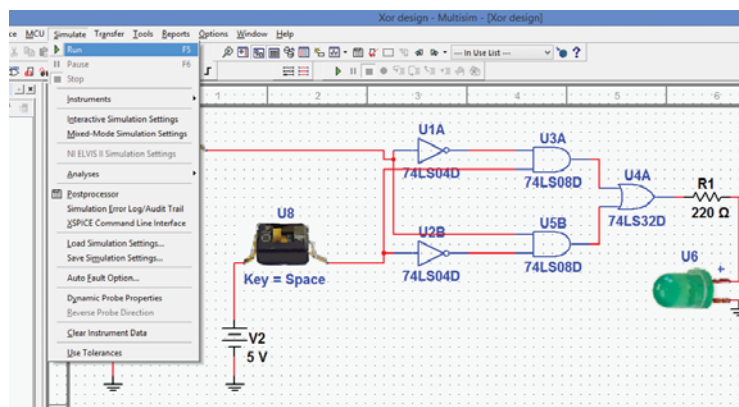 Xor design - Multisim - [Xor design]
MCU Simulate Transfer Tools Reports Options Window Help
Run F5
Pause F6
Stop
Instruments
Interactive Simulation Settings
Mixed-Mode Simulation Settings
NI ELVIS II Simulation Settings
Analyses
Postprocessor
Simulation Error Log/Audit Trail
XSPICE Command Line Interface
Load Simulation Settings...
Save Simulation Settings...
Auto Fault Option...
Dynamic Probe Properties
Reverse Probe Direction
Clear Instrument Data
Use Tolerances
--- In Use List ---
1 2 3 4 5 6
U1A
74LS04D
U3A
74LS08D
U4A
74LS32D
R1
220 Ω
U8
Key = Space
U2B
74LS04D
U5B
74LS08D
U6
+
V2
5 V